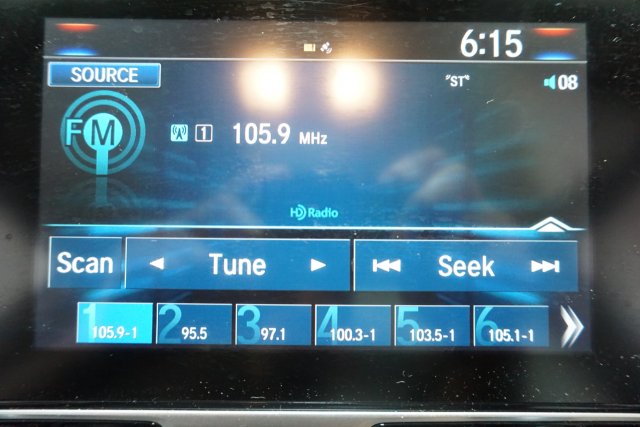 6:15
SOURCE
"ST"
08
FM
1 105.9 MHz
HD Radio
Scan Tune Seek
1 105.9-1 2 95.5 3 97.1 4 100.3-1 5 103.5-1 6 105.1-1